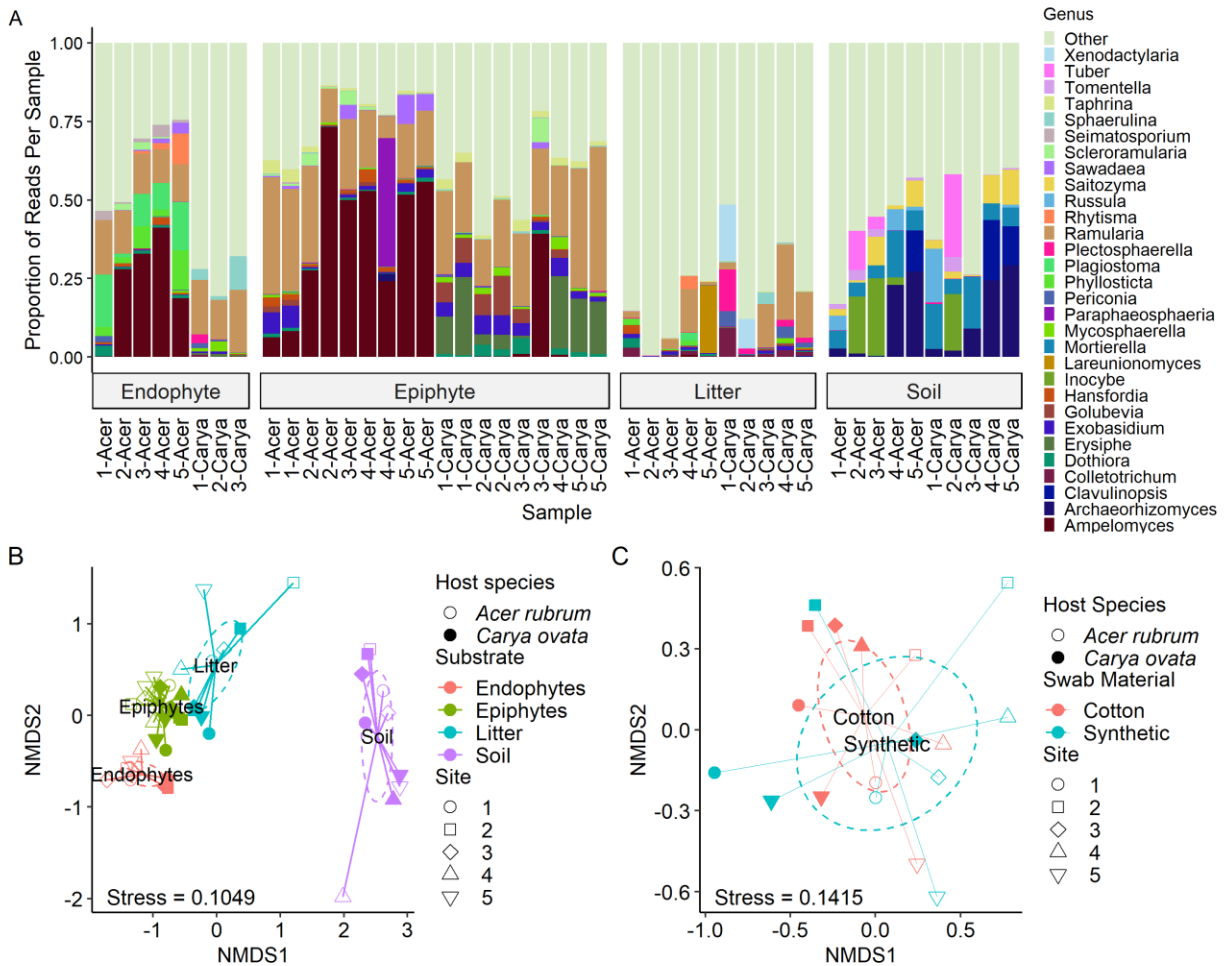 A
Proportion of Reads Per Sample
1.00
0.75
0.50
0.25
0.00
Endophyte
Epiphyte
Litter
Soil
1-Acer
2-Acer
3-Acer
4-Acer
5-Acer
1-Carya
2-Carya
3-Carya
1-Acer
1-Acer
2-Acer
2-Acer
3-Acer
4-Acer
4-Acer
5-Acer
5-Acer
1-Carya
1-Carya
2-Carya
2-Carya
3-Carya
3-Carya
4-Carya
5-Carya
5-Carya
1-Acer
2-Acer
3-Acer
4-Acer
5-Acer
1-Carya
2-Carya
3-Carya
4-Carya
5-Carya
1-Acer
2-Acer
3-Acer
4-Acer
5-Acer
1-Carya
2-Carya
3-Carya
4-Carya
5-Carya
Sample
Genus
Other
Xenodactylaria
Tuber
Tomentella
Taphrina
Sphaerulina
Seimatosporium
Scleroramularia
Sawadaea
Saitozyma
Russula
Rhytisma
Ramularia
Plectosphaerella
Plagiostoma
Phyllosticta
Periconia
Paraphaeosphaeria
Mycosphaerella
Mortierella
Lareunionomyces
Inocybe
Hansfordia
Golubevia
Exobasidium
Erysiphe
Dothiora
Colletotrichum
Clavulinopsis
Archaeorhizomyces
Ampelomyces
B
NMDS2
1
0
-1
-2
Litter
Epiphytes
Endophytes
Soil
Stress = 0.1049
-1
0
1
2
3
NMDS1
Host species
Acer rubrum
Carya ovata
Substrate
Endophytes
Epiphytes
Litter
Soil
Site
1
2
3
4
5
C
NMDS2
0.6
0.3
0.0
-0.3
-0.6
Cotton
Synthetic
Stress = 0.1415
-1.0
-0.5
0.0
0.5
NMDS1
Host Species
Acer rubrum
Carya ovata
Swab Material
Cotton
Synthetic
Site
1
2
3
4
5